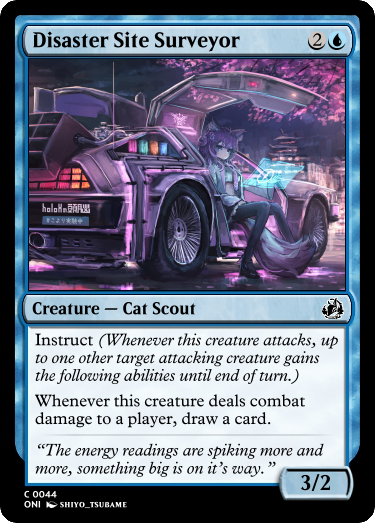 Disaster Site Surveyor 2
Creature — Cat Scout
Instruct (Whenever this creature attacks, up
to one other target attacking creature gains
the following abilities until end of turn.)
Whenever this creature deals combat
damage to a player, draw a card.
“The energy readings are spiking more and
more, something big is on it’s way.”
3/2
C 0044
ONI SHIYO_TSUBAME